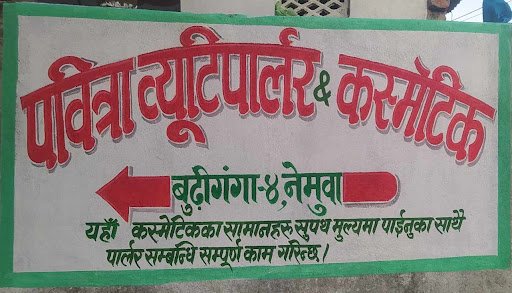 पवित्रा ब्यूटिपार्लर & कस्मेटिक
बुढीगंगा-४, नेमुवा
यहाँ कस्मेटिकका सामानहरु सुपथ मुल्यमा पाईनुका साथै
पार्लर सम्बन्धि सम्पूर्ण काम गरिन्छ।